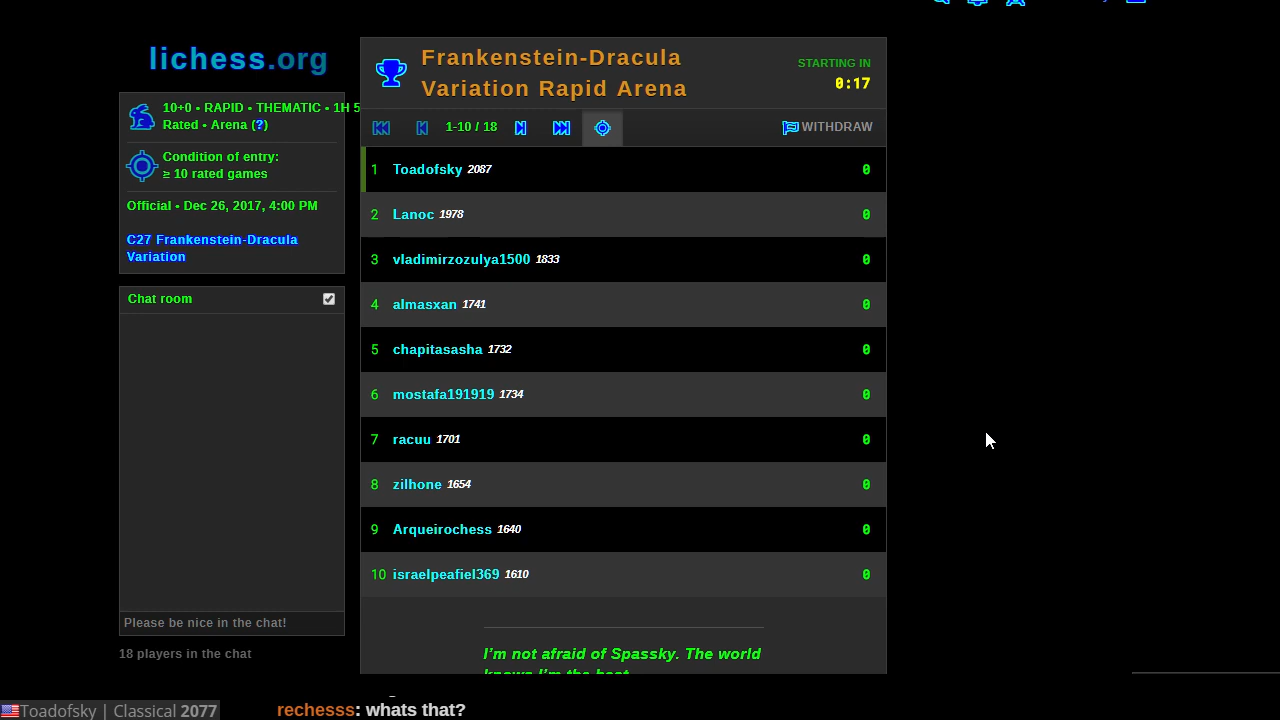 lichess.org
10+0 • RAPID • THEMATIC • 1H 5
Rated • Arena (?)
Condition of entry:
≥ 10 rated games
Official • Dec 26, 2017, 4:00 PM
C27 Frankenstein-Dracula
Variation
Chat room
Please be nice in the chat!
18 players in the chat
Frankenstein-Dracula
Variation Rapid Arena
STARTING IN
0:17
1-10 / 18
WITHDRAW
1 Toadofsky 2087 0
2 Lanoc 1978 0
3 vladimirzozulya1500 1833 0
4 almasxan 1741 0
5 chapitasasha 1732 0
6 mostafa191919 1734 0
7 racuu 1701 0
8 zilhone 1654 0
9 Arqueirochess 1640 0
10 israelpeafiel369 1610 0
I'm not afraid of Spassky. The world
knows I'm the best
Toadofsky | Classical 2077
rechesss: whats that?